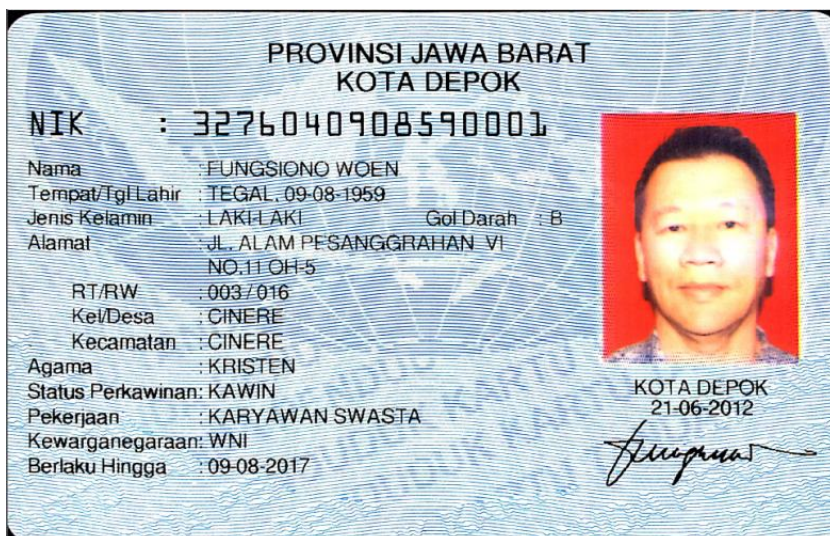 PROVINSI JAWA BARAT
KOTA DEPOK
NIK : 3276040908590001
Nama : FUNGSIONO WOEN
Tempat/Tgl Lahir : TEGAL, 09-08-1959
Jenis Kelamin : LAKI-LAKI Gol Darah : B
Alamat : JL. ALAM PESANGGRAHAN VI
NO.11 OH-5
RT/RW : 003 / 016
Kel/Desa : CINERE
Kecamatan : CINERE
Agama : KRISTEN
Status Perkawinan: KAWIN
Pekerjaan : KARYAWAN SWASTA
Kewarganegaraan: WNI
Berlaku Hingga : 09-08-2017
KOTA DEPOK
21-06-2012